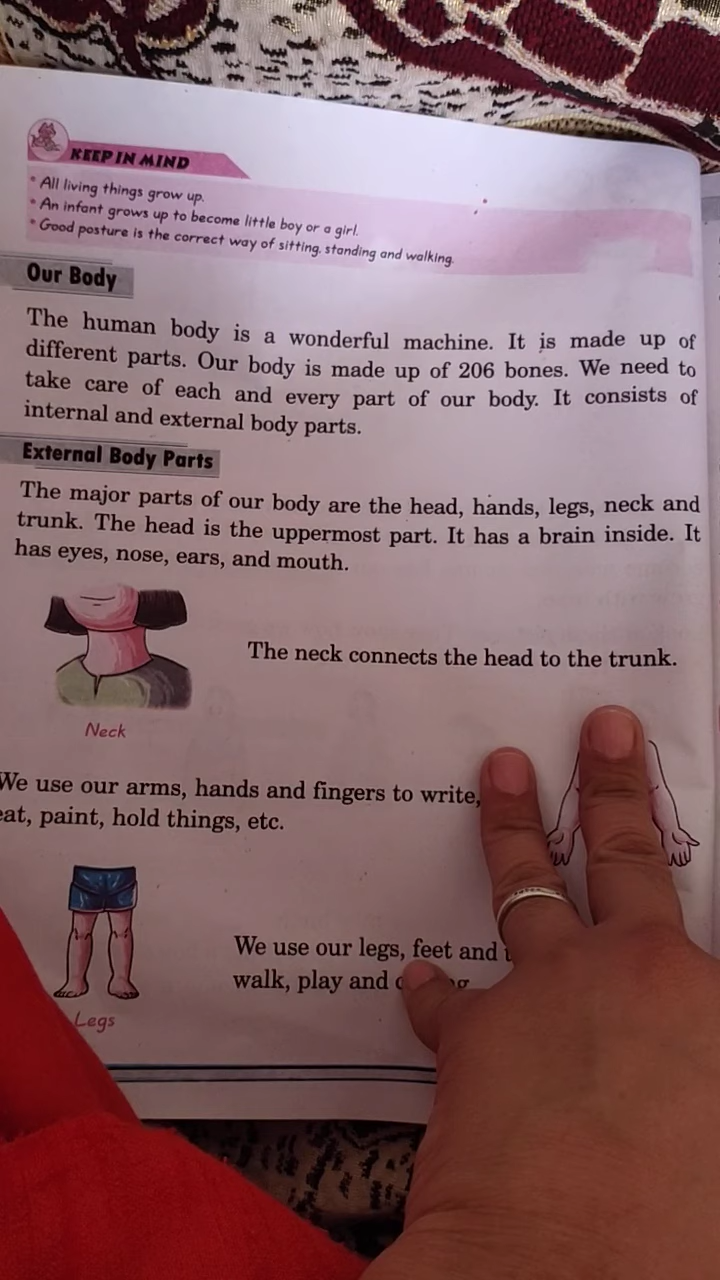 KEEP IN MIND
* All living things grow up.
* An infant grows up to become little boy or a girl.
* Good posture is the correct way of sitting, standing and walking.
Our Body
The human body is a wonderful machine. It is made up of
different parts. Our body is made up of 206 bones. We need to
take care of each and every part of our body. It consists of
internal and external body parts.
External Body Parts
The major parts of our body are the head, hands, legs, neck and
trunk. The head is the uppermost part. It has a brain inside. It
has eyes, nose, ears, and mouth.
The neck connects the head to the trunk.
Neck
We use our arms, hands and fingers to write,
eat, paint, hold things, etc.
We use our legs, feet and
walk, play and
Legs